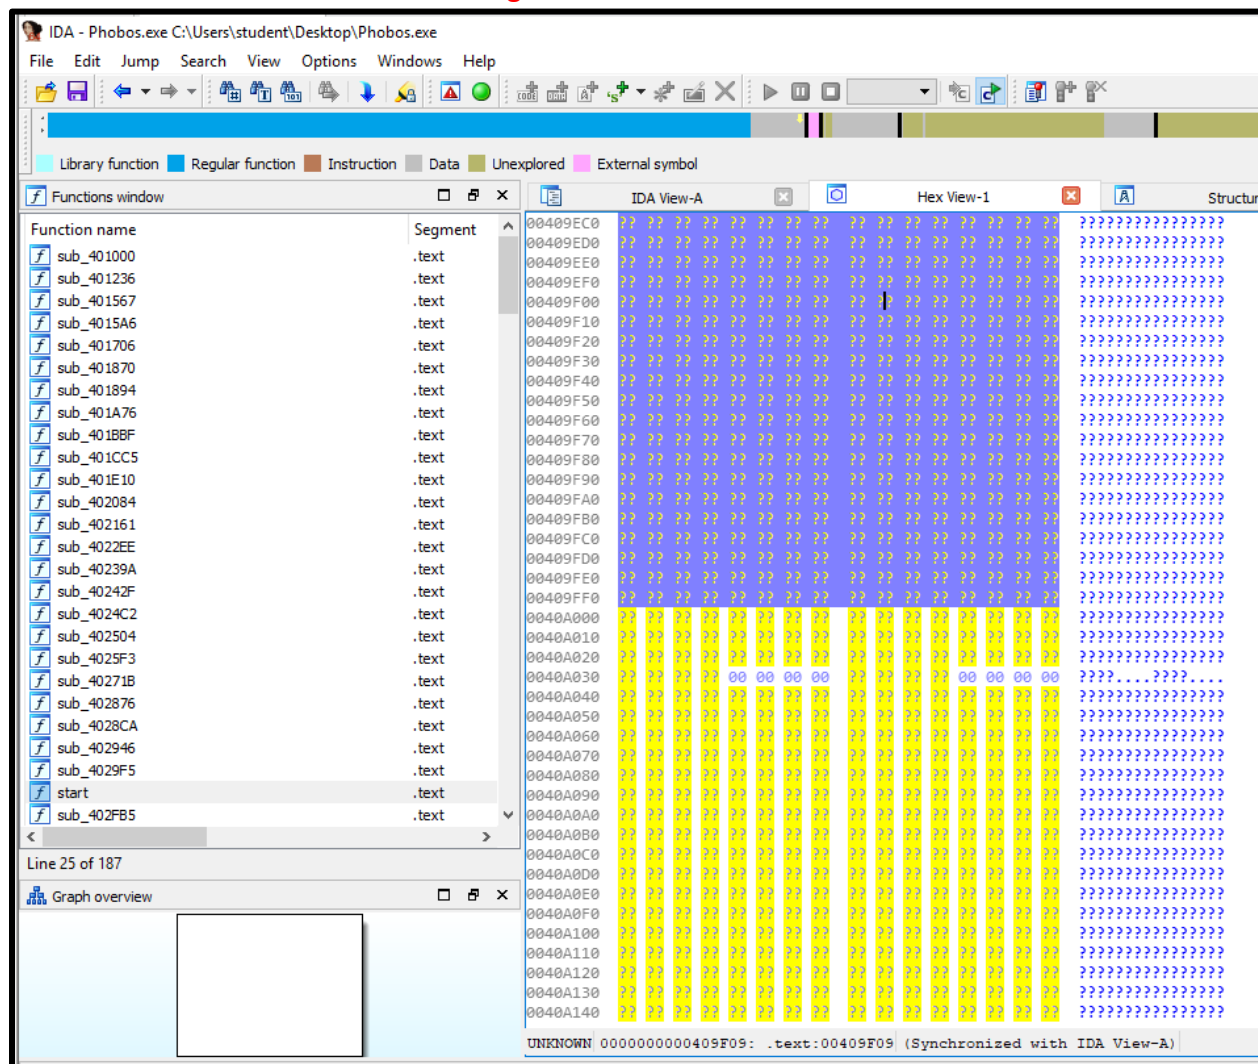 IDA - Phobos.exe C:\Users\student\Desktop\Phobos.exe
File Edit Jump Search View Options Windows Help
Library function Regular function Instruction Data Unexplored External symbol
Functions window
Function name Segment
sub_401000 .text
sub_401236 .text
sub_401567 .text
sub_4015A6 .text
sub_401706 .text
sub_401870 .text
sub_401894 .text
sub_401A76 .text
sub_401BBF .text
sub_401CC5 .text
sub_401E10 .text
sub_402084 .text
sub_402161 .text
sub_4022EE .text
sub_40239A .text
sub_40242F .text
sub_4024C2 .text
sub_402504 .text
sub_4025F3 .text
sub_40271B .text
sub_402876 .text
sub_4028CA .text
sub_402946 .text
sub_4029F5 .text
start .text
sub_402FB5 .text
Line 25 of 187
Graph overview
IDA View-A Hex View-1 Structur
00409EC0 ?? ?? ?? ?? ?? ?? ?? ?? ?? ?? ?? ?? ?? ?? ?? ?? ????????????????
00409ED0 ?? ?? ?? ?? ?? ?? ?? ?? ?? ?? ?? ?? ?? ?? ?? ?? ????????????????
00409EE0 ?? ?? ?? ?? ?? ?? ?? ?? ?? ?? ?? ?? ?? ?? ?? ?? ????????????????
00409EF0 ?? ?? ?? ?? ?? ?? ?? ?? ?? ?? ?? ?? ?? ?? ?? ?? ????????????????
00409F00 ?? ?? ?? ?? ?? ?? ?? ?? ?? ?? ?? ?? ?? ?? ?? ?? ????????????????
00409F10 ?? ?? ?? ?? ?? ?? ?? ?? ?? ?? ?? ?? ?? ?? ?? ?? ????????????????
00409F20 ?? ?? ?? ?? ?? ?? ?? ?? ?? ?? ?? ?? ?? ?? ?? ?? ????????????????
00409F30 ?? ?? ?? ?? ?? ?? ?? ?? ?? ?? ?? ?? ?? ?? ?? ?? ????????????????
00409F40 ?? ?? ?? ?? ?? ?? ?? ?? ?? ?? ?? ?? ?? ?? ?? ?? ????????????????
00409F50 ?? ?? ?? ?? ?? ?? ?? ?? ?? ?? ?? ?? ?? ?? ?? ?? ????????????????
00409F60 ?? ?? ?? ?? ?? ?? ?? ?? ?? ?? ?? ?? ?? ?? ?? ?? ????????????????
00409F70 ?? ?? ?? ?? ?? ?? ?? ?? ?? ?? ?? ?? ?? ?? ?? ?? ????????????????
00409F80 ?? ?? ?? ?? ?? ?? ?? ?? ?? ?? ?? ?? ?? ?? ?? ?? ????????????????
00409F90 ?? ?? ?? ?? ?? ?? ?? ?? ?? ?? ?? ?? ?? ?? ?? ?? ????????????????
00409FA0 ?? ?? ?? ?? ?? ?? ?? ?? ?? ?? ?? ?? ?? ?? ?? ?? ????????????????
00409FB0 ?? ?? ?? ?? ?? ?? ?? ?? ?? ?? ?? ?? ?? ?? ?? ?? ????????????????
00409FC0 ?? ?? ?? ?? ?? ?? ?? ?? ?? ?? ?? ?? ?? ?? ?? ?? ????????????????
00409FD0 ?? ?? ?? ?? ?? ?? ?? ?? ?? ?? ?? ?? ?? ?? ?? ?? ????????????????
00409FE0 ?? ?? ?? ?? ?? ?? ?? ?? ?? ?? ?? ?? ?? ?? ?? ?? ????????????????
00409FF0 ?? ?? ?? ?? ?? ?? ?? ?? ?? ?? ?? ?? ?? ?? ?? ?? ????????????????
0040A000 ?? ?? ?? ?? ?? ?? ?? ?? ?? ?? ?? ?? ?? ?? ?? ?? ????????????????
0040A010 ?? ?? ?? ?? ?? ?? ?? ?? ?? ?? ?? ?? ?? ?? ?? ?? ????????????????
0040A020 ?? ?? ?? ?? ?? ?? ?? ?? ?? ?? ?? ?? ?? ?? ?? ?? ????????????????
0040A030 ?? ?? ?? ?? 00 00 00 00 ?? ?? ?? ?? 00 00 00 00 ????....????....
0040A040 ?? ?? ?? ?? ?? ?? ?? ?? ?? ?? ?? ?? ?? ?? ?? ?? ????????????????
0040A050 ?? ?? ?? ?? ?? ?? ?? ?? ?? ?? ?? ?? ?? ?? ?? ?? ????????????????
0040A060 ?? ?? ?? ?? ?? ?? ?? ?? ?? ?? ?? ?? ?? ?? ?? ?? ????????????????
0040A070 ?? ?? ?? ?? ?? ?? ?? ?? ?? ?? ?? ?? ?? ?? ?? ?? ????????????????
0040A080 ?? ?? ?? ?? ?? ?? ?? ?? ?? ?? ?? ?? ?? ?? ?? ?? ????????????????
0040A090 ?? ?? ?? ?? ?? ?? ?? ?? ?? ?? ?? ?? ?? ?? ?? ?? ????????????????
0040A0A0 ?? ?? ?? ?? ?? ?? ?? ?? ?? ?? ?? ?? ?? ?? ?? ?? ????????????????
0040A0B0 ?? ?? ?? ?? ?? ?? ?? ?? ?? ?? ?? ?? ?? ?? ?? ?? ????????????????
0040A0C0 ?? ?? ?? ?? ?? ?? ?? ?? ?? ?? ?? ?? ?? ?? ?? ?? ????????????????
0040A0D0 ?? ?? ?? ?? ?? ?? ?? ?? ?? ?? ?? ?? ?? ?? ?? ?? ????????????????
0040A0E0 ?? ?? ?? ?? ?? ?? ?? ?? ?? ?? ?? ?? ?? ?? ?? ?? ????????????????
0040A0F0 ?? ?? ?? ?? ?? ?? ?? ?? ?? ?? ?? ?? ?? ?? ?? ?? ????????????????
0040A100 ?? ?? ?? ?? ?? ?? ?? ?? ?? ?? ?? ?? ?? ?? ?? ?? ????????????????
0040A110 ?? ?? ?? ?? ?? ?? ?? ?? ?? ?? ?? ?? ?? ?? ?? ?? ????????????????
0040A120 ?? ?? ?? ?? ?? ?? ?? ?? ?? ?? ?? ?? ?? ?? ?? ?? ????????????????
0040A130 ?? ?? ?? ?? ?? ?? ?? ?? ?? ?? ?? ?? ?? ?? ?? ?? ????????????????
0040A140 ?? ?? ?? ?? ?? ?? ?? ?? ?? ?? ?? ?? ?? ?? ?? ?? ????????????????
UNKNOWN 0000000000409F09: .text:00409F09 (Synchronized with IDA View-A)